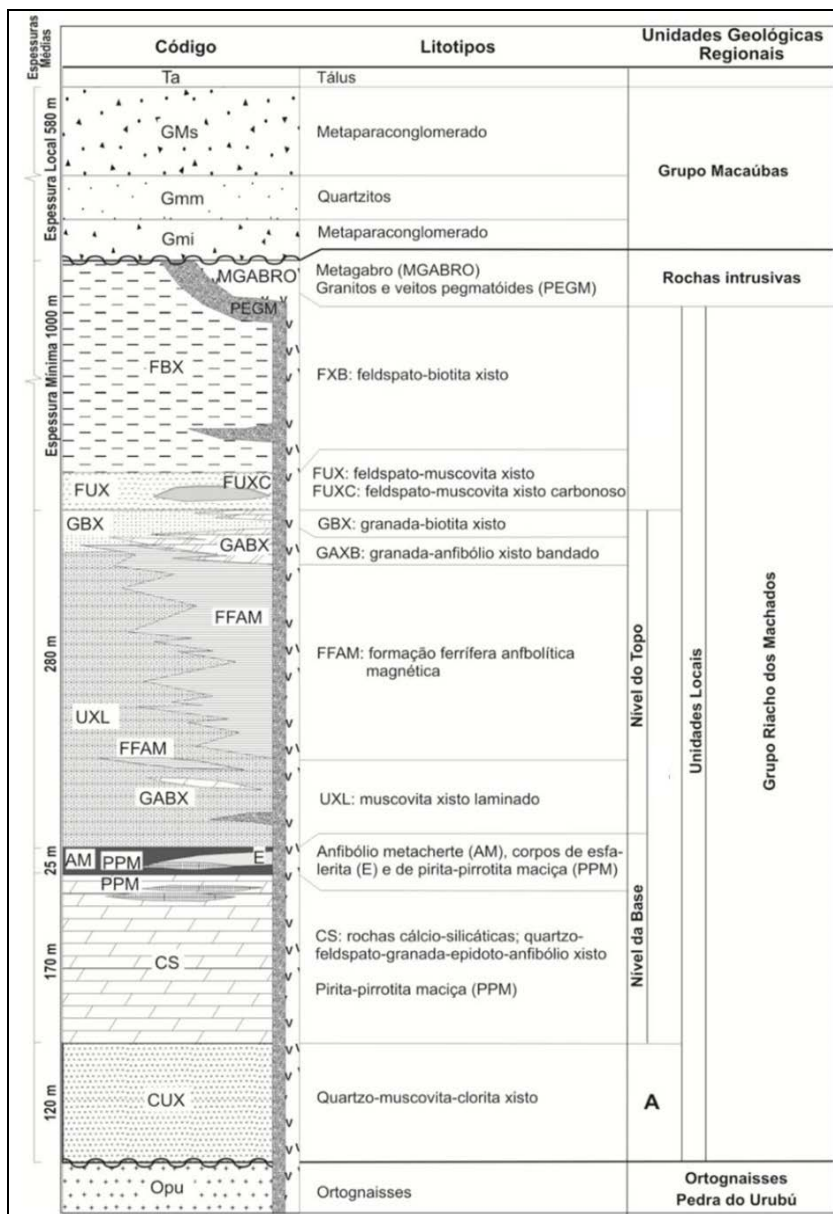 Espessuras
Médias
Código
Litotipos
Unidades Geológicas
Regionais
Ta
Tálus
Espessura Local 580 m
GMs
Metaparaconglomerado
Grupo Macaúbas
Gmm
Quartzitos
Gmi
Metaparaconglomerado
Espessura Mínima 1000 m
MGABRO
PEGM
Metagabro (MGABRO)
Granitos e veitos pegmatóides (PEGM)
Rochas intrusivas
FBX
FXB: feldspato-biotita xisto
FUX
FUXC
FUX: feldspato-muscovita xisto
FUXC: feldspato-muscovita xisto carbonoso
GBX
GBX: granada-biotita xisto
GABX
GAXB: granada-anfibólio xisto bandado
280 m
FFAM
FFAM: formação ferrífera anfbolítica
magnética
Nível do Topo
Unidades Locais
Grupo Riacho dos Machados
UXL
FFAM
GABX
UXL: muscovita xisto laminado
25 m
AM
PPM
E
Anfibólio metacherte (AM), corpos de esfa-
lerita (E) e de pirita-pirrotita maciça (PPM)
PPM
Nível da Base
170 m
CS
CS: rochas cálcio-silicáticas; quartzo-
feldspato-granada-epidoto-anfibólio xisto
Pirita-pirrotita maciça (PPM)
120 m
CUX
Quartzo-muscovita-clorita xisto
A
Opu
Ortognaisses
Ortognaisses
Pedra do Urubú